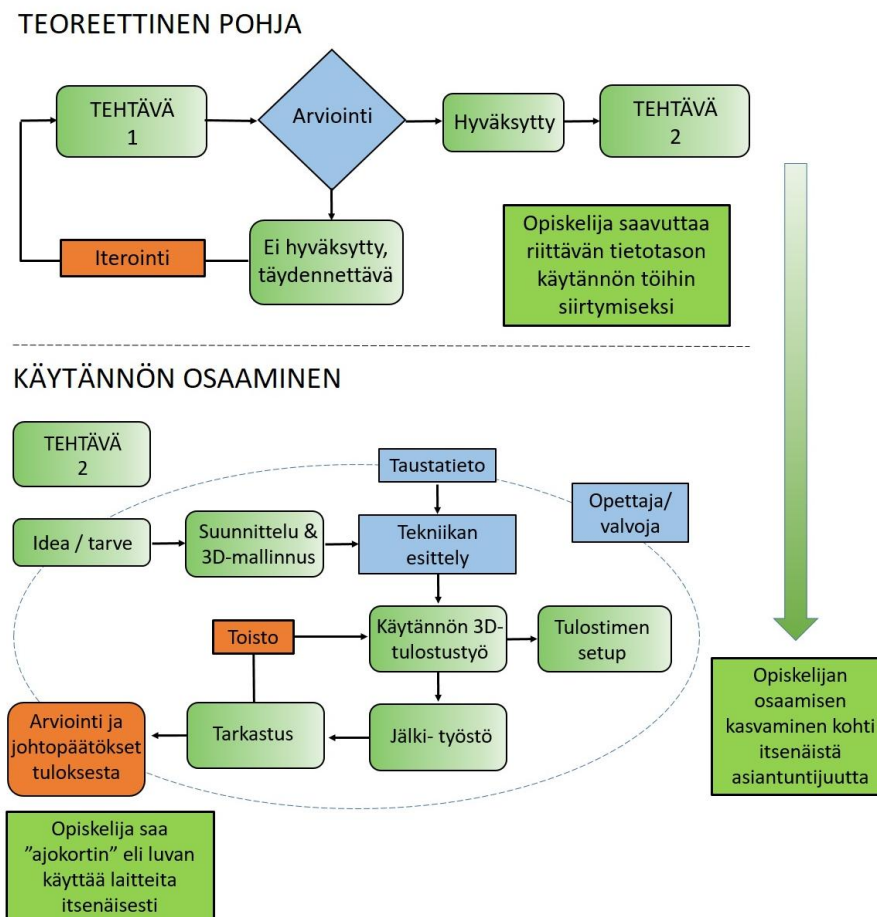 TEOREETTINEN POHJA
TEHTÄVÄ
1
Arviointi
Hyväksytty
TEHTÄVÄ
2
Iterointi
Ei hyväksytty,
täydennettävä
Opiskelija saavuttaa
riittävän tietotason
käytännön töihin
siirtymiseksi
KÄYTÄNNÖN OSAAMINEN
TEHTÄVÄ
2
Taustatieto
Opettaja/
valvoja
Idea / tarve
Suunnittelu &
3D-mallinnus
Tekniikan
esittely
Toisto
Käytännön 3D-
tulostustyö
Tulostimen
setup
Arviointi ja
johtopäätökset
tuloksesta
Tarkastus
Jälki- työstö
Opiskelijan
osaamisen
kasvaminen kohti
itsenäistä
asiantuntijuutta
Opiskelija saa
”ajokortin” eli luvan
käyttää laitteita
itsenäisesti